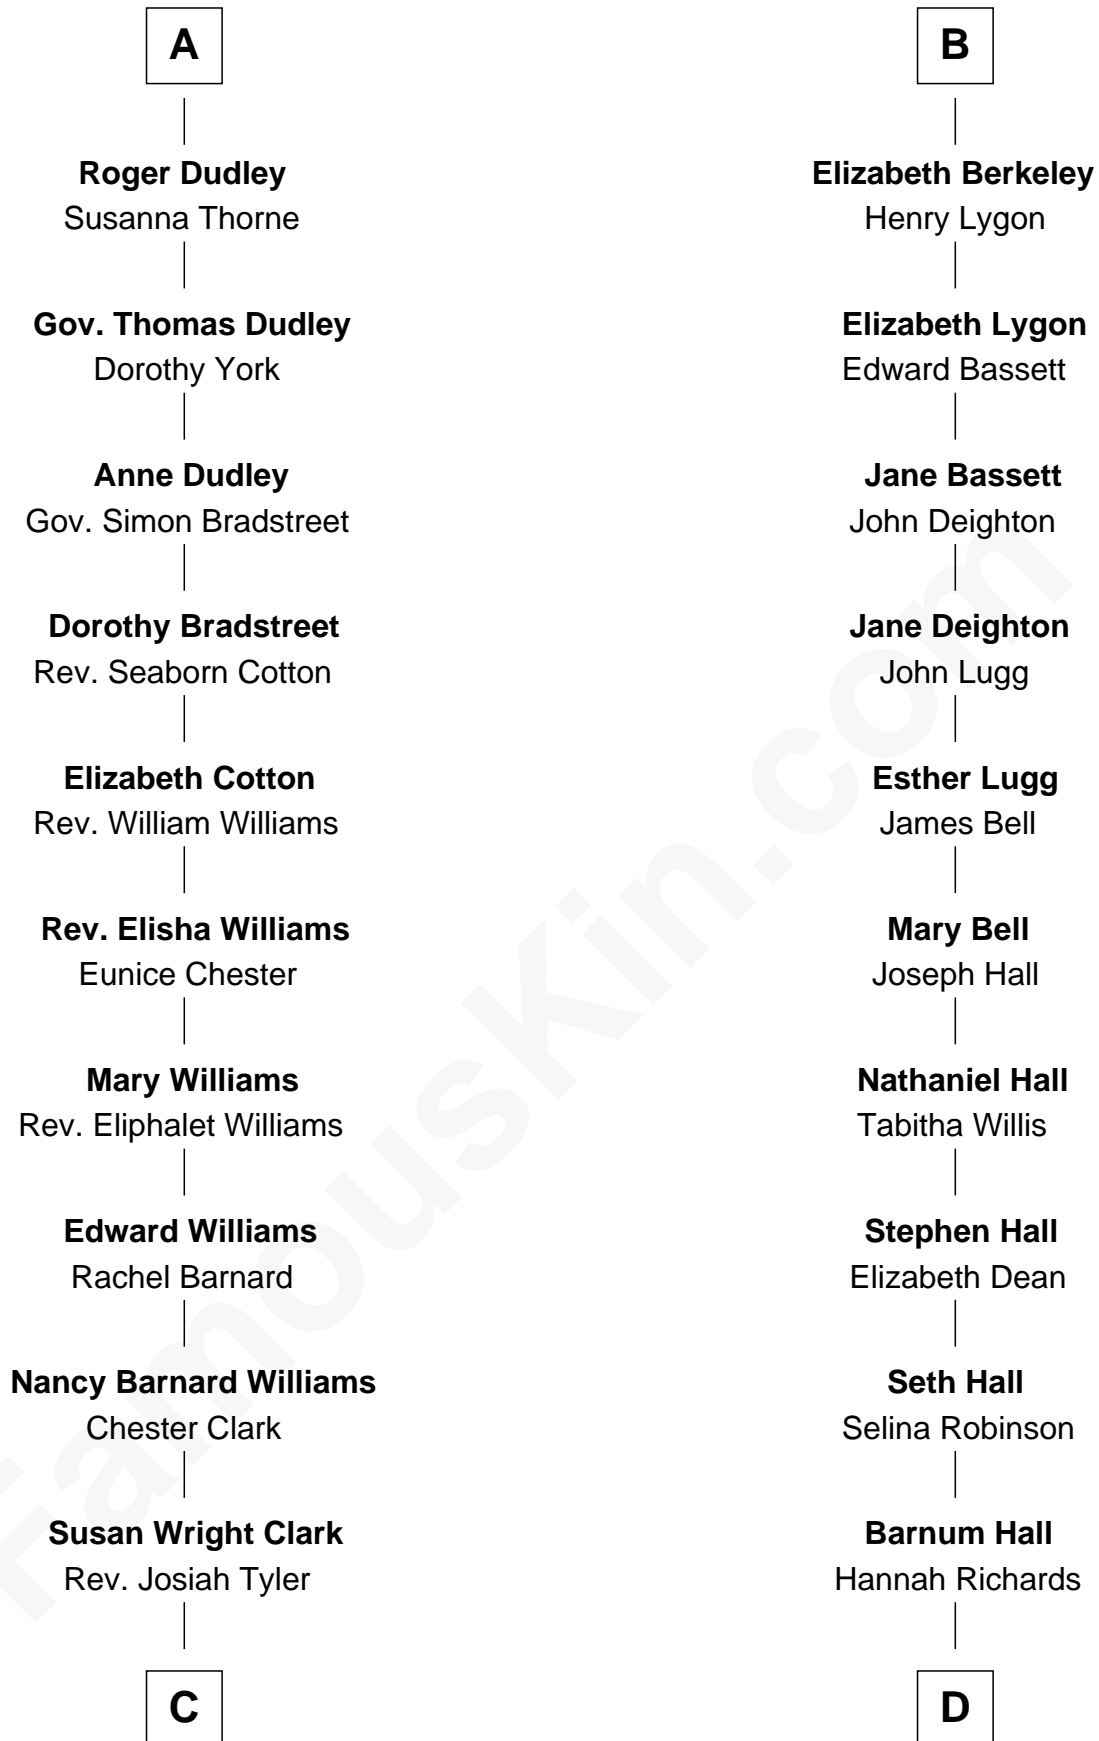 A
Roger Dudley
Susanna Thorne
Gov. Thomas Dudley
Dorothy York
Anne Dudley
Gov. Simon Bradstreet
Dorothy Bradstreet
Rev. Seaborn Cotton
Elizabeth Cotton
Rev. William Williams
Rev. Elisha Williams
Eunice Chester
Mary Williams
Rev. Eliphalet Williams
Edward Williams
Rachel Barnard
Nancy Barnard Williams
Chester Clark
Susan Wright Clark
Rev. Josiah Tyler
C
B
Elizabeth Berkeley
Henry Lygon
Elizabeth Lygon
Edward Bassett
Jane Bassett
John Deighton
Jane Deighton
John Lugg
Esther Lugg
James Bell
Mary Bell
Joseph Hall
Nathaniel Hall
Tabitha Willis
Stephen Hall
Elizabeth Dean
Seth Hall
Selina Robinson
Barnum Hall
Hannah Richards
D
FamousKin.com